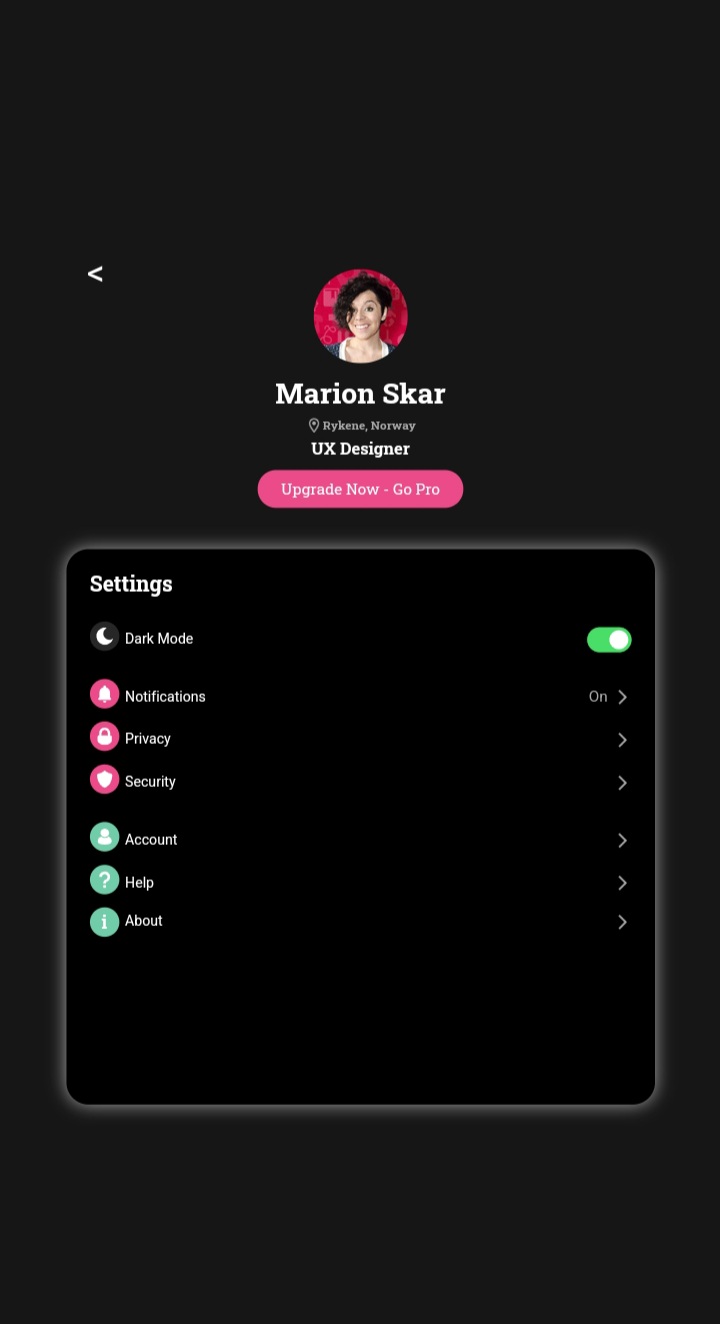 <
Marion Skar
Rykene, Norway
UX Designer
Upgrade Now - Go Pro
Settings
Dark Mode
Notifications On
Privacy
Security
Account
? Help
i About